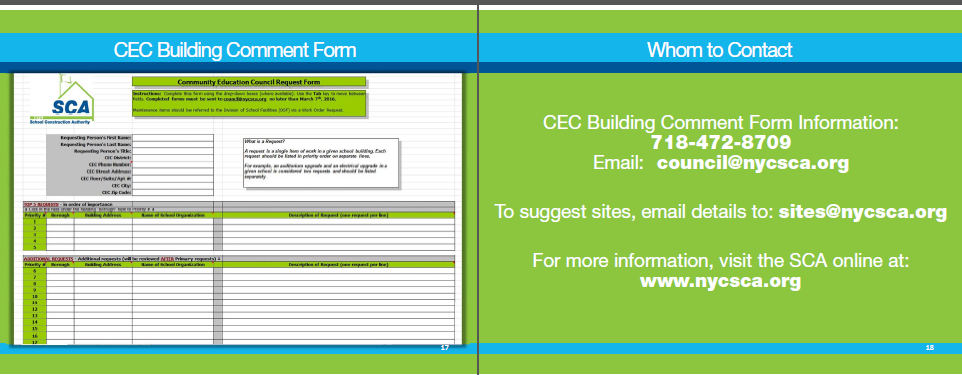 CEC Building Comment Form
SCA
School Construction Authority
Community Education Council Request Form
Instructions: Complete this form using the drop-down boxes (where available). Use the Tab key to move between
fields. Completed forms must be sent to council@nycsca.org no later than March 7th, 2016.
Maintenance items should be referred to the Division of School Facilities (DSF) via a Work Order Request.
Requesting Person's First Name:
Requesting Person's Last Name:
Requesting Person's Title:
CEC District:
CEC Phone Number:
CEC Street Address:
CEC Floor/Suite/Apt #:
CEC City:
CEC Zip Code:
What is a Request?
A request is a single item of work in a given school building. Each
request should be listed in priority order on separate lines.
For example, an auditorium upgrade and an electrical upgrade in a
given school is considered two requests and should be listed
separately.
TOP 5 REQUESTS - in order of importance
Priority # Borough Building Address Name of School Organization Description of Request (one request per line)
1
2
3
4
5
ADDITIONAL REQUESTS - Additional requests (will be reviewed AFTER Primary requests)
Priority # Borough Building Address Name of School Organization Description of Request (one request per line)
6
7
8
9
10
11
12
13
14
15
16
17
17
Whom to Contact
CEC Building Comment Form Information:
718-472-8709
Email: council@nycsca.org
To suggest sites, email details to: sites@nycsca.org
For more information, visit the SCA online at:
www.nycsca.org
18